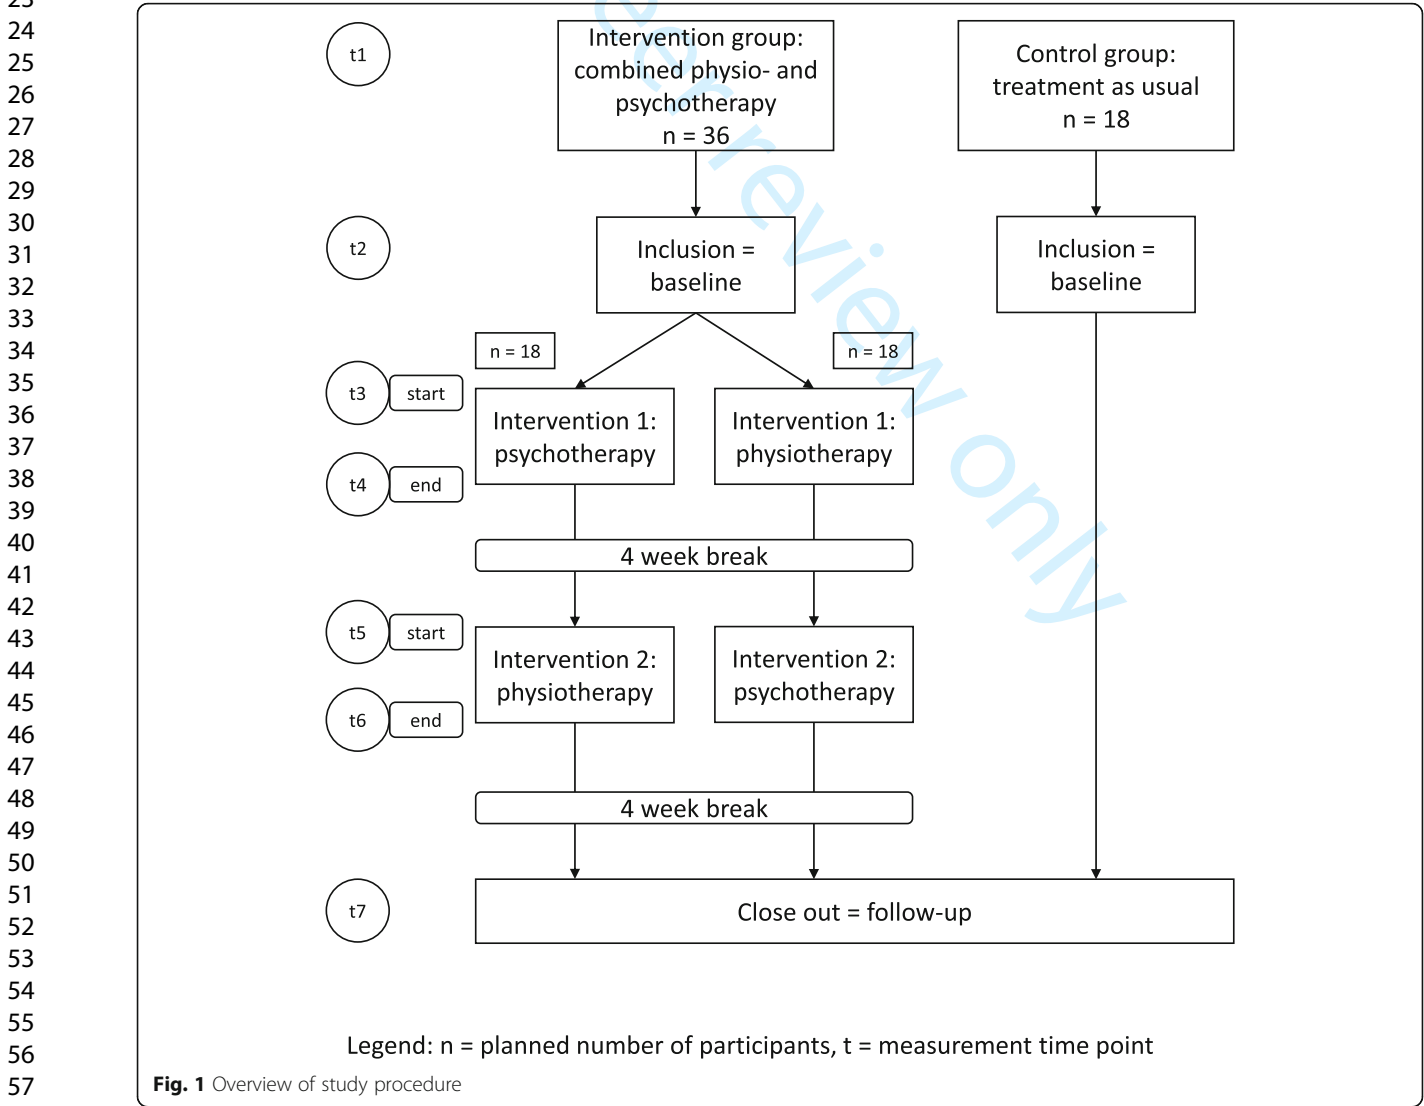 23
24
25
26
27
28
29
30
31
32
33
34
35
36
37
38
39
40
41
42
43
44
45
46
47
48
49
50
51
52
53
54
55
56
57
t1
Intervention group:
combined physio- and
psychotherapy
n = 36
Control group:
treatment as usual
n = 18
t2
Inclusion =
baseline
Inclusion =
baseline
n = 18
n = 18
t3
start
Intervention 1:
psychotherapy
Intervention 1:
physiotherapy
t4
end
4 week break
t5
start
Intervention 2:
physiotherapy
Intervention 2:
psychotherapy
t6
end
4 week break
t7
Close out = follow-up
Legend: n = planned number of participants, t = measurement time point
Fig. 1 Overview of study procedure
review only